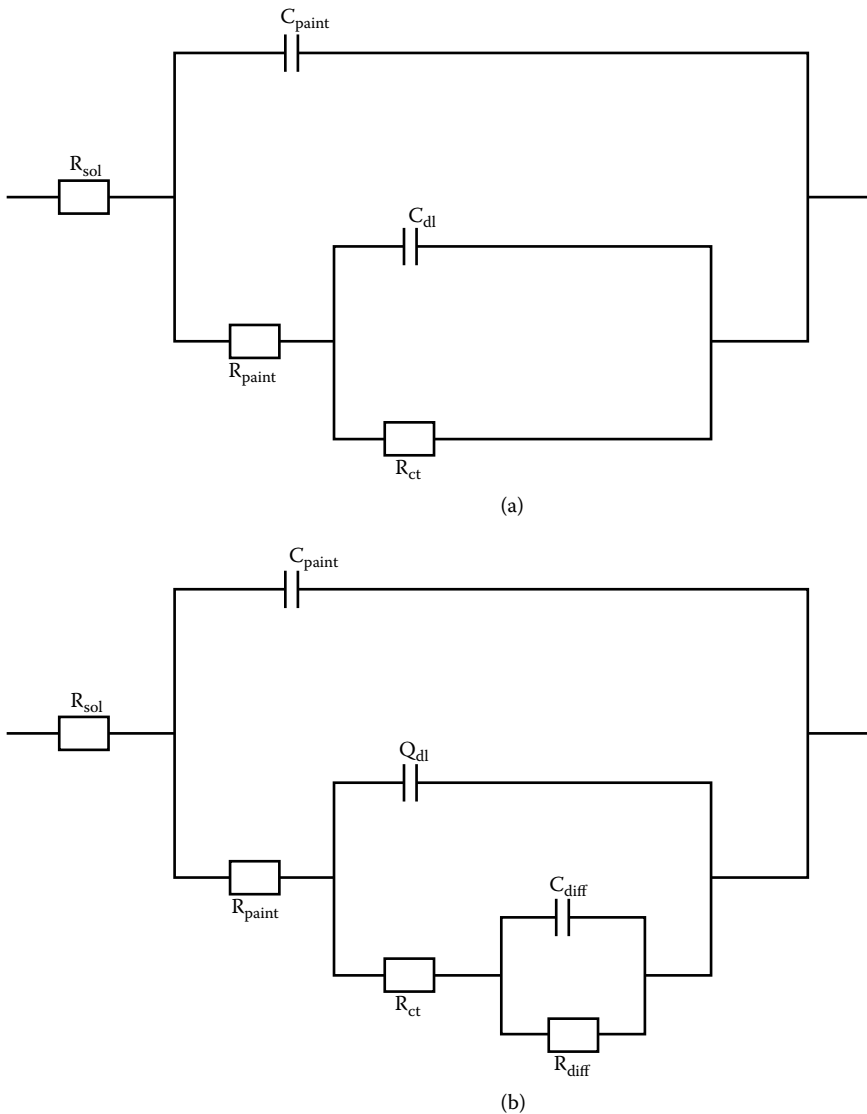 C_paint
R_sol
C_dl
R_paint
R_ct
(a)
C_paint
R_sol
Q_dl
C_diff
R_paint
R_ct
R_diff
(b)